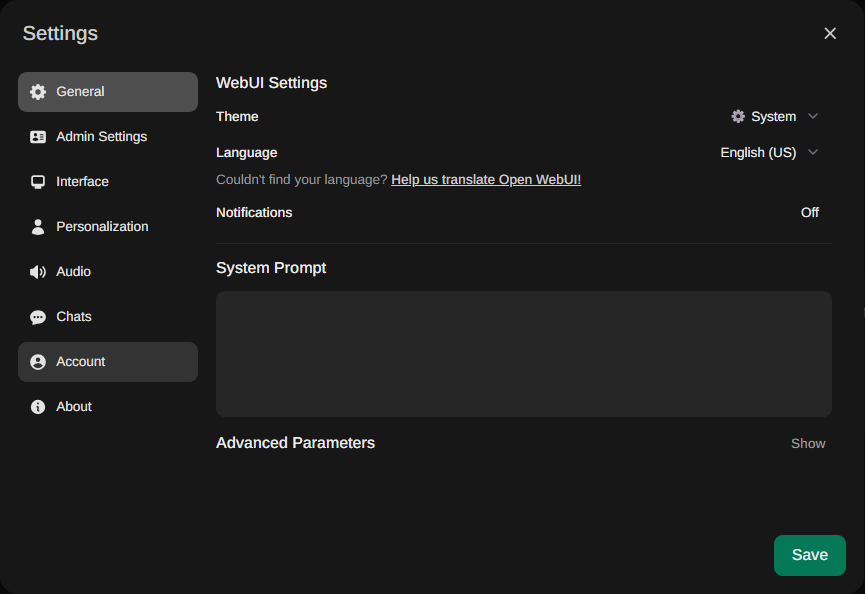 Settings
General
Admin Settings
Interface
Personalization
Audio
Chats
Account
About
WebUI Settings
Theme System
Language English (US)
Couldn't find your language? Help us translate Open WebUI!
Notifications Off
System Prompt
Advanced Parameters Show
Save